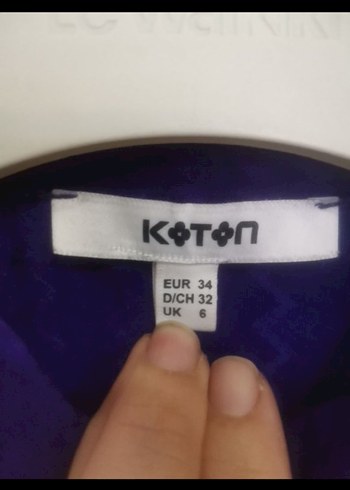 KOTON
EUR 34
D/CH 32
UK 6